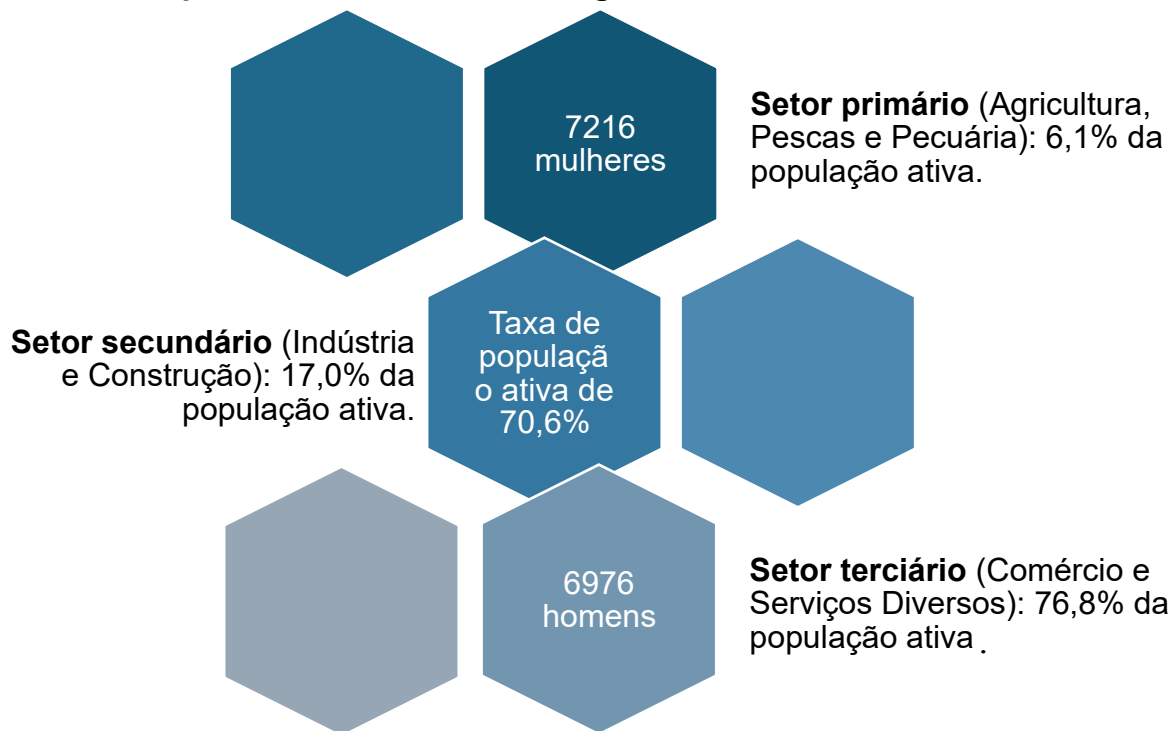 7216
mulheres
Setor primário (Agricultura,
Pescas e Pecuária): 6,1% da
população ativa.
Setor secundário (Indústria
e Construção): 17,0% da
população ativa.
Taxa de
populaçã
o ativa de
70,6%
6976
homens
Setor terciário (Comércio e
Serviços Diversos): 76,8% da
população ativa .